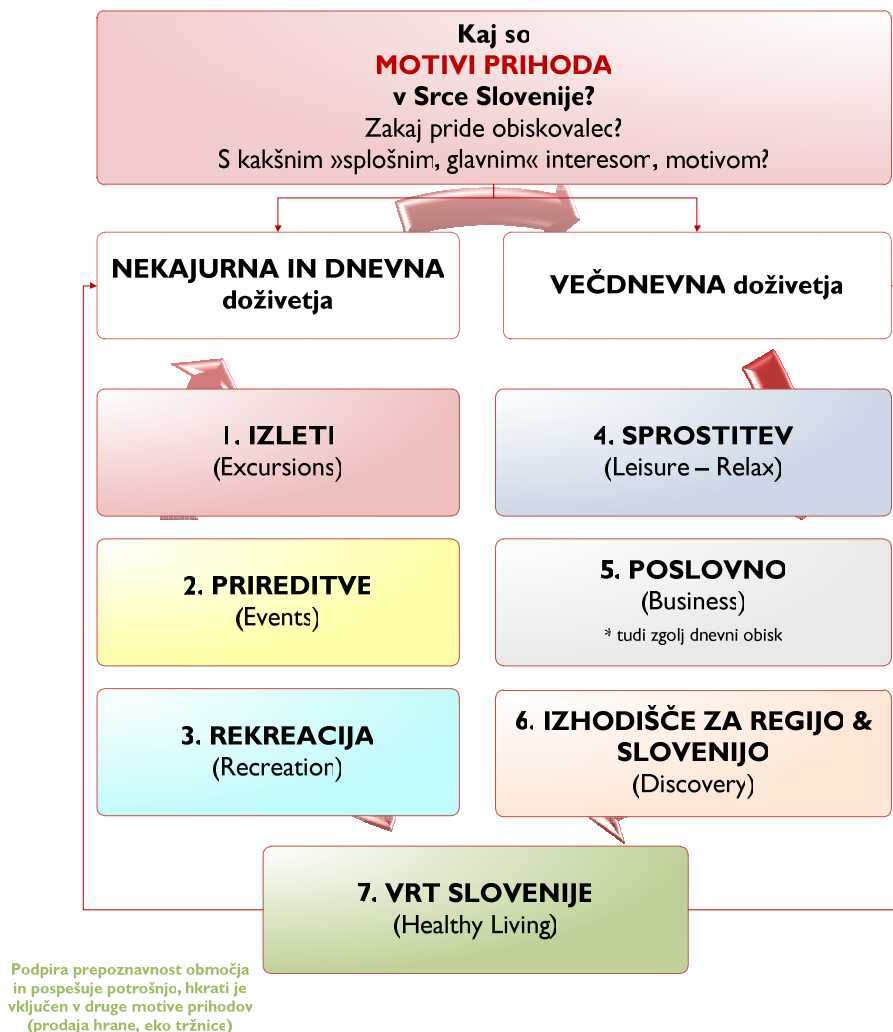 Kaj so
MOTIVI PRIHODA
v Srce Slovenije?
Zakaj pride obiskovalec?
S kakšnim »splošnim, glavnim« interesom, motivom?
NEKAJURNA IN DNEVNA
doživetja
VEČDNEVNA doživetja
1. IZLETI
(Excursions)
4. SPROSTITEV
(Leisure – Relax)
2. PRIREDITVE
(Events)
5. POSLOVNO
(Business)
* tudi zgolj dnevni obisk
3. REKREACIJA
(Recreation)
6. IZHODIŠČE ZA REGIJO &
SLOVENIJO
(Discovery)
7. VRT SLOVENIJE
(Healthy Living)
Podpira prepoznavnost območja
in pospešuje potrošnjo, hkrati je
vključen v druge motive prihodov
(prodaja hrane, eko tržnice)